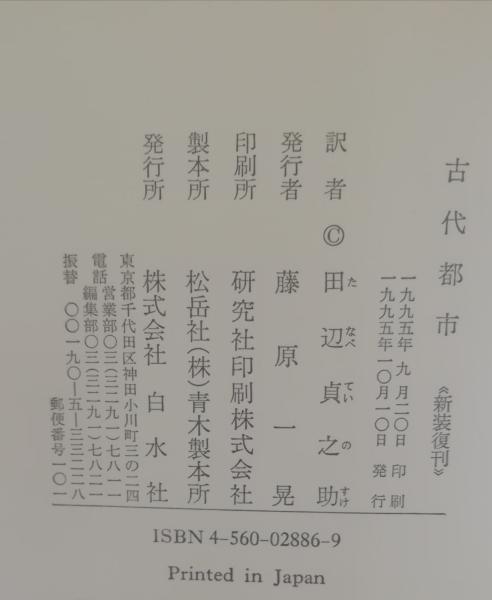 古代都市 《新装復刊》
一九九五年 九 月二〇日 印 刷
一九九五年一〇月一〇日 発 行
訳 者 © 田辺貞之助
た なべ てい の すけ
発行者 藤原一晃
印刷所 研究社印刷株式会社
製本所 松岳社(株)青木製本所
発行所 株式会社 白水社
東京都千代田区神田小川町三の二四
電話 営業部〇三(三二九一)七八一一
編集部〇三(三二九一)七八二一
振替 〇〇一九〇―五―三三二二八
郵便番号一〇一
ISBN 4-560-02886-9
Printed in Japan